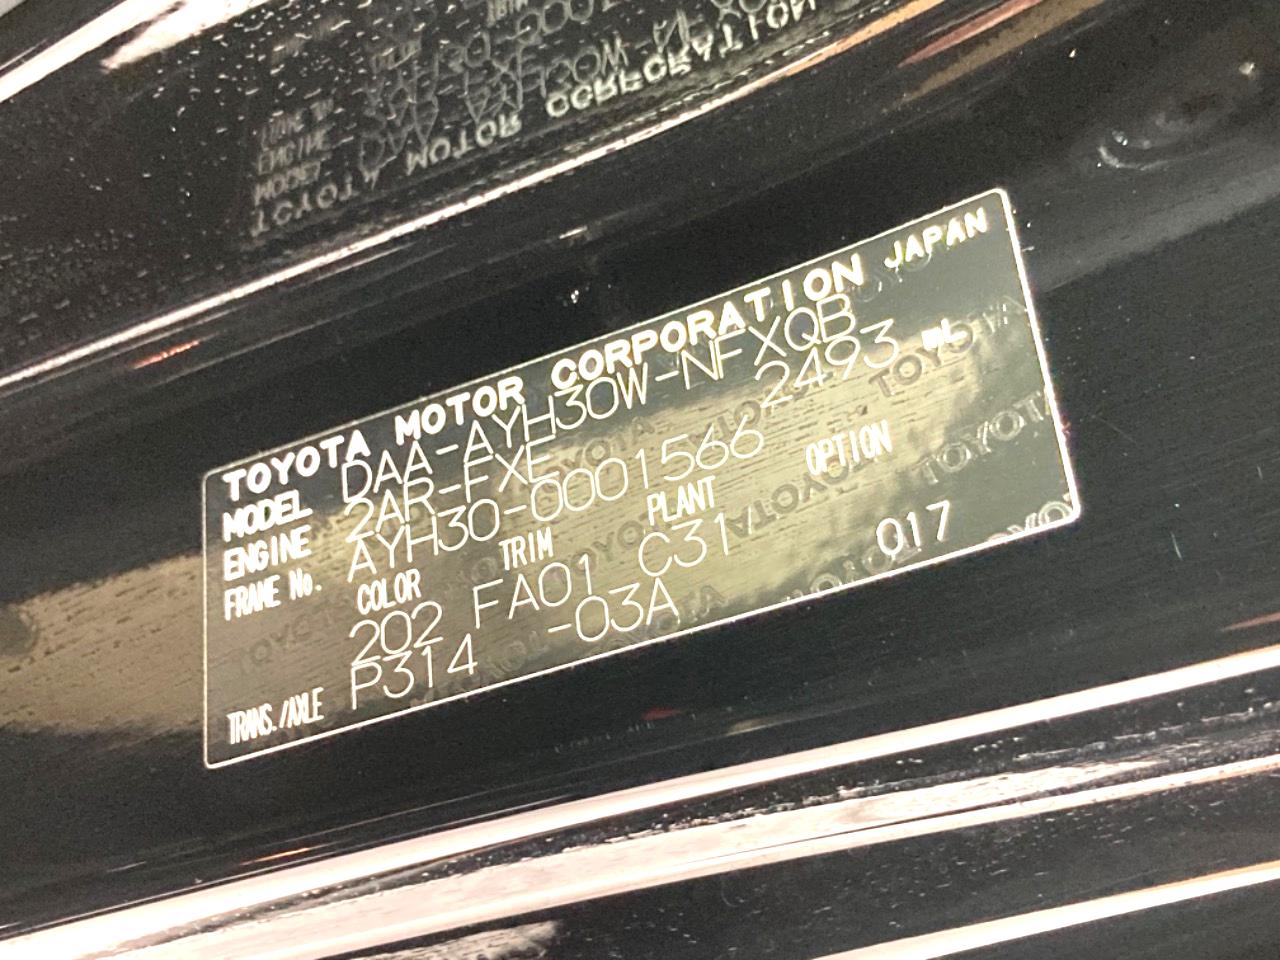 TOYOTA MOTOR CORPORATION JAPAN
MODEL DAA-AYH30W-NFXQB
ENGINE 2AR-FXE 2493 mL
FRAME No. AYH30-0001566
COLOR TRIM PLANT OPTION
202 FA01 C31 017
TRANS./AXLE P314 -03A